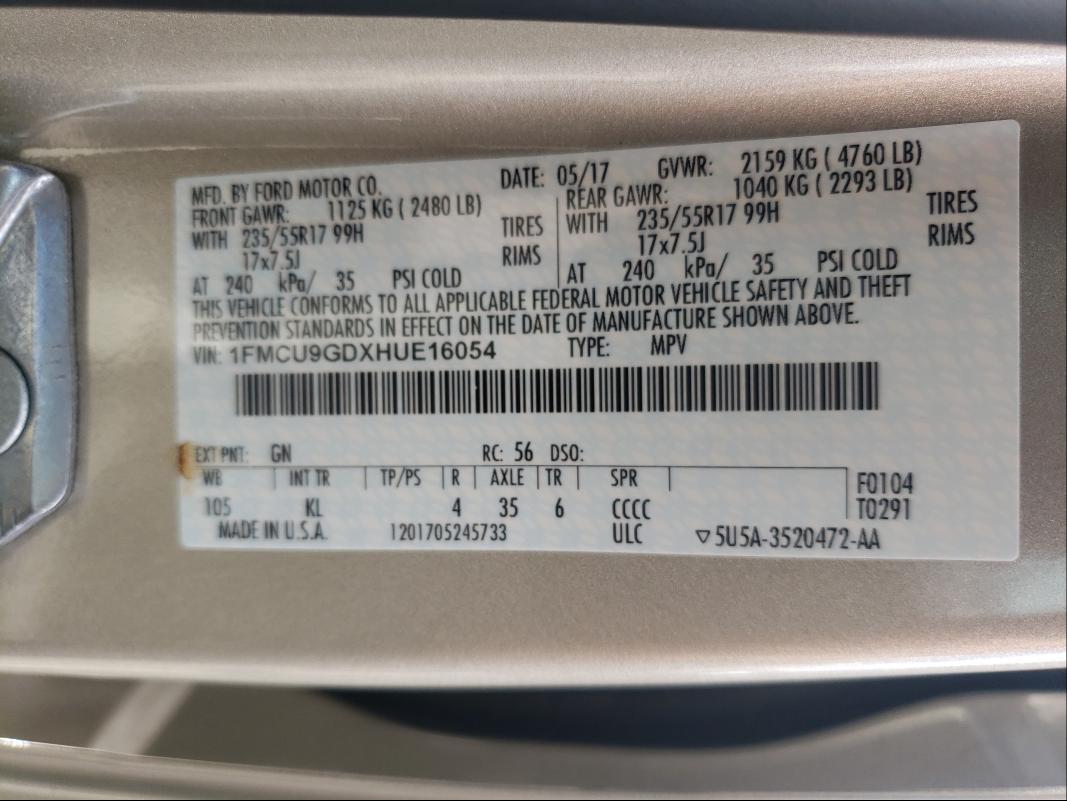 MFD. BY FORD MOTOR CO. DATE: 05/17 GVWR: 2159 KG ( 4760 LB)
FRONT GAWR: 1125 KG ( 2480 LB) REAR GAWR: 1040 KG ( 2293 LB)
WITH 235/55R17 99H TIRES WITH 235/55R17 99H TIRES
17x7.5J RIMS 17x7.5J RIMS
AT 240 kPa/ 35 PSI COLD AT 240 kPa/ 35 PSI COLD
THIS VEHICLE CONFORMS TO ALL APPLICABLE FEDERAL MOTOR VEHICLE SAFETY AND THEFT
PREVENTION STANDARDS IN EFFECT ON THE DATE OF MANUFACTURE SHOWN ABOVE.
VIN: 1FMCU9GDXHUE16054 TYPE: MPV
EXT PNT: GN RC: 56 DSO:
WB INT TR TP/PS R AXLE TR SPR F0104
105 KL 4 35 6 CCCC T0291
MADE IN U.S.A. 1201705245733 ULC ▽5U5A-3520472-AA